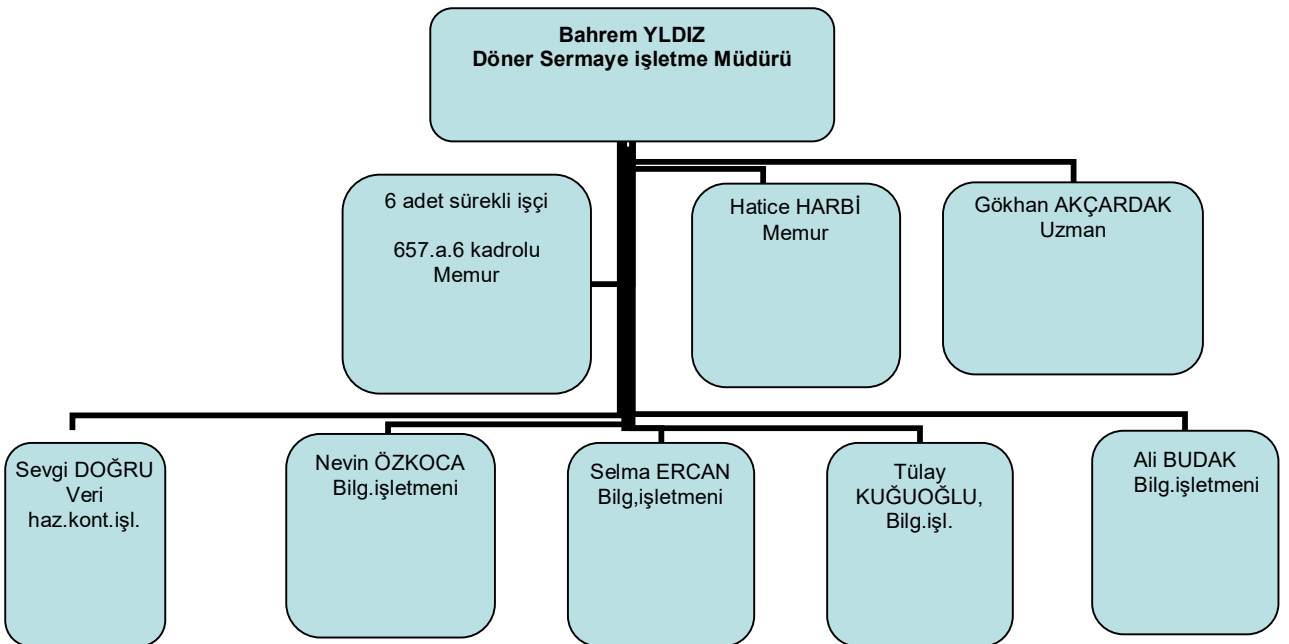 Bahrem YLDIZ
Döner Sermaye işletme Müdürü
6 adet sürekli işçi
657.a.6 kadrolu
Memur
Hatice HARBİ
Memur
Gökhan AKÇARDAK
Uzman
Sevgi DOĞRU
Veri
haz.kont.işl.
Nevin ÖZKOCA
Bilg.işletmeni
Selma ERCAN
Bilg,işletmeni
Tülay
KUĞUOĞLU,
Bilg.işl.
Ali BUDAK
Bilg.işletmeni